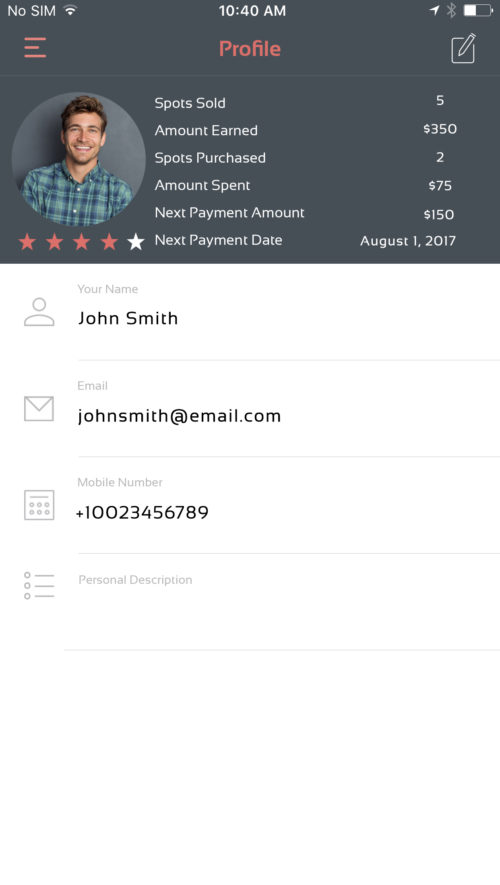 No SIM 10:40 AM
Profile
Spots Sold 5
Amount Earned $350
Spots Purchased 2
Amount Spent $75
Next Payment Amount $150
Next Payment Date August 1, 2017
Your Name
John Smith
Email
johnsmith@email.com
Mobile Number
+10023456789
Personal Description